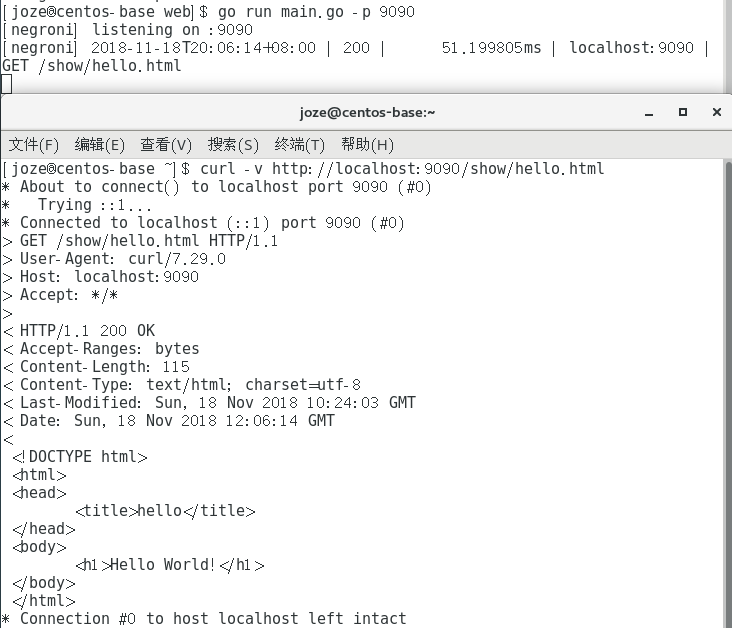 [joze@centos-base web]$ go run main.go -p 9090
[negroni] listening on :9090
[negroni] 2018-11-18T20:06:14+08:00 | 200 |      51.199805ms | localhost:9090 |
GET /show/hello.html
joze@centos-base:~
文件(F) 编辑(E) 查看(V) 搜索(S) 终端(T) 帮助(H)
[joze@centos-base ~]$ curl -v http://localhost:9090/show/hello.html
* About to connect() to localhost port 9090 (#0)
*   Trying ::1...
* Connected to localhost (::1) port 9090 (#0)
> GET /show/hello.html HTTP/1.1
> User-Agent: curl/7.29.0
> Host: localhost:9090
> Accept: */*
>
< HTTP/1.1 200 OK
< Accept-Ranges: bytes
< Content-Length: 115
< Content-Type: text/html; charset=utf-8
< Last-Modified: Sun, 18 Nov 2018 10:24:03 GMT
< Date: Sun, 18 Nov 2018 12:06:14 GMT
<
<!DOCTYPE html>
<html>
<head>
<title>hello</title>
</head>
<body>
<h1>Hello World!</h1>
</body>
</html>
* Connection #0 to host localhost left intact